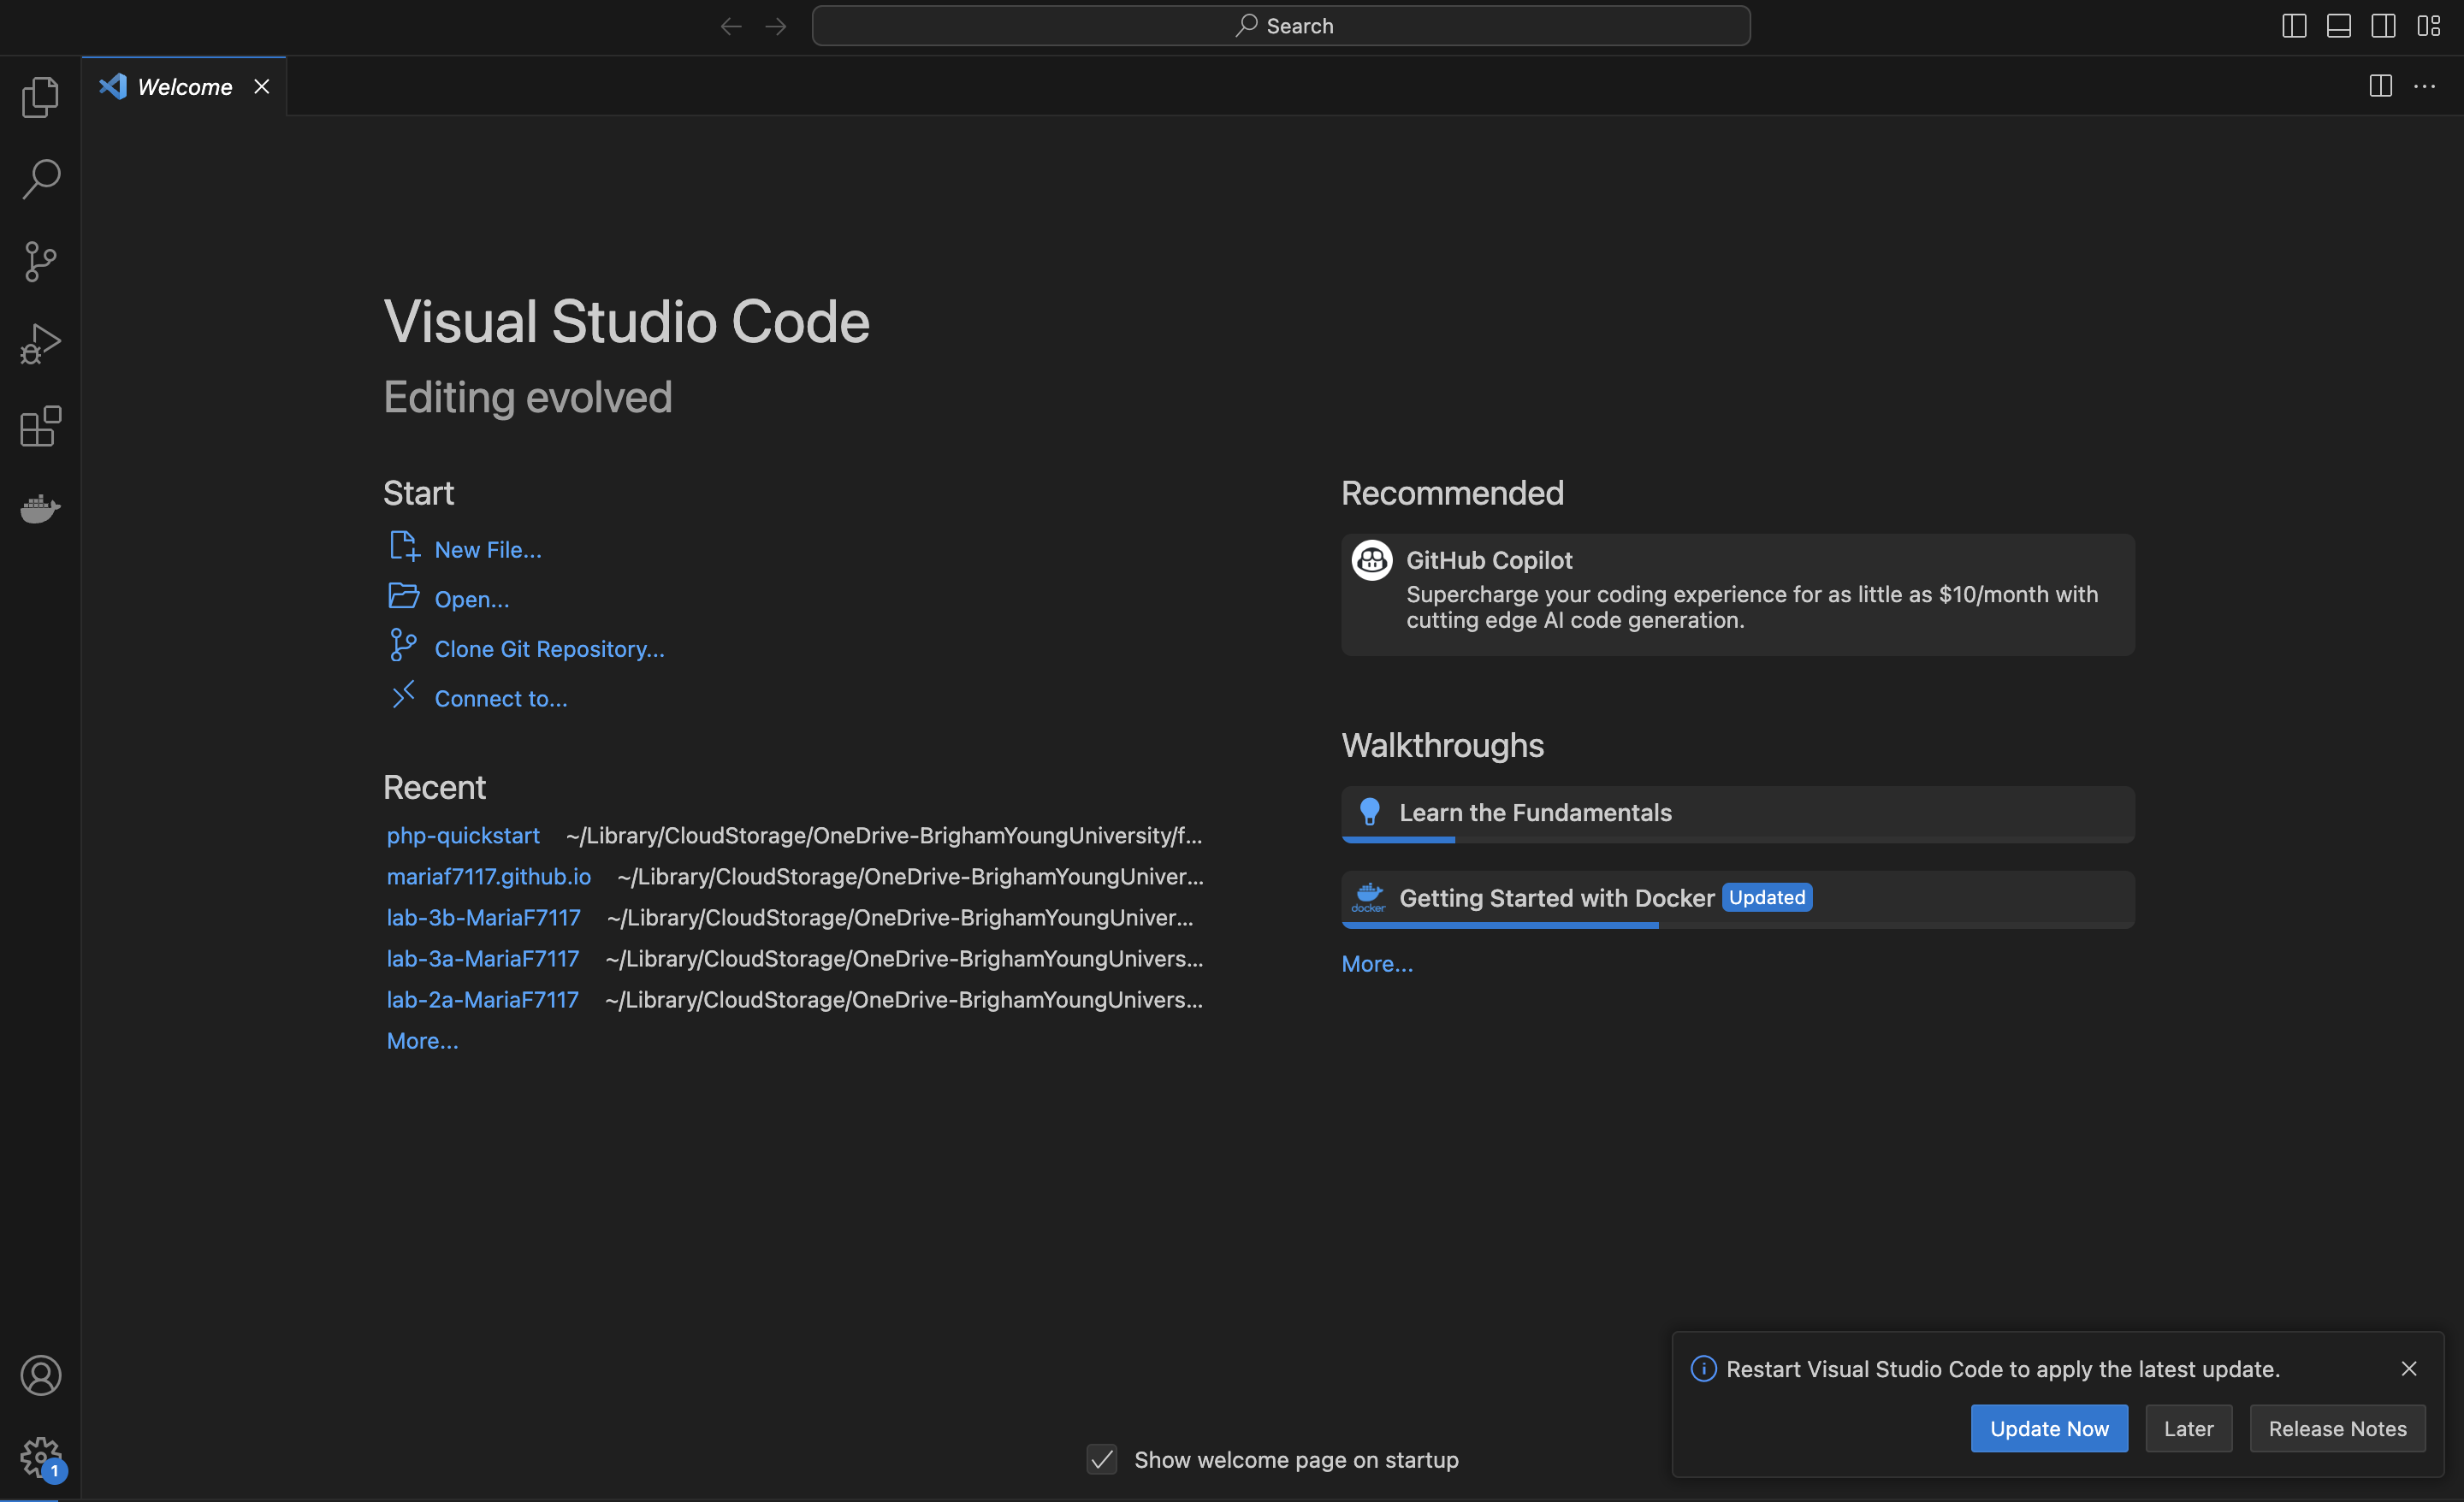 Search
Welcome
Visual Studio Code
Editing evolved
Start
New File...
Open...
Clone Git Repository...
Connect to...
Recent
php-quickstart ~/Library/CloudStorage/OneDrive-BrighamYoungUniversity/f...
mariaf7117.github.io ~/Library/CloudStorage/OneDrive-BrighamYoungUniver...
lab-3b-MariaF7117 ~/Library/CloudStorage/OneDrive-BrighamYoungUniver...
lab-3a-MariaF7117 ~/Library/CloudStorage/OneDrive-BrighamYoungUnivers...
lab-2a-MariaF7117 ~/Library/CloudStorage/OneDrive-BrighamYoungUnivers...
More...
Recommended
GitHub Copilot
Supercharge your coding experience for as little as $10/month with
cutting edge AI code generation.
Walkthroughs
Learn the Fundamentals
docker
Getting Started with Docker Updated
More...
Show welcome page on startup
Restart Visual Studio Code to apply the latest update.
Update Now Later Release Notes
1